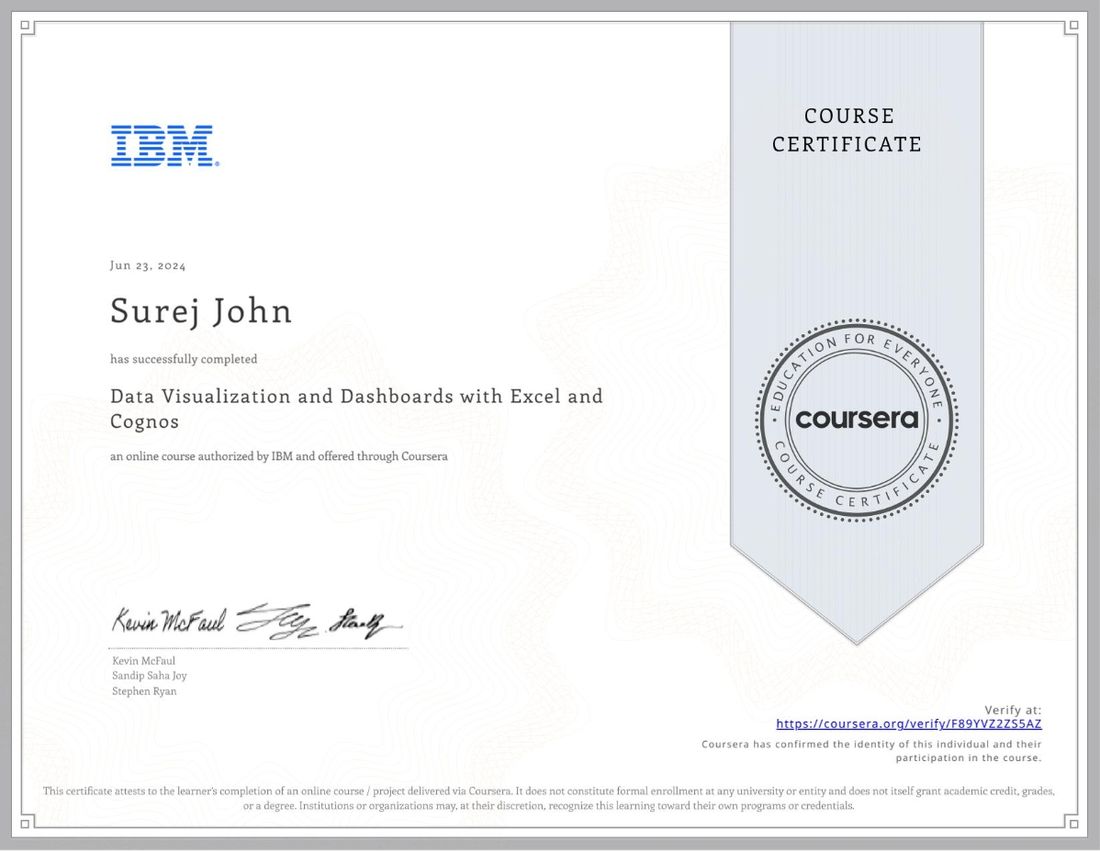 IBM®
COURSE
CERTIFICATE
Jun 23, 2024
Surej John
has successfully completed
Data Visualization and Dashboards with Excel and
Cognos
an online course authorized by IBM and offered through Coursera
EDUCATION FOR EVERYONE
coursera
COURSE CERTIFICATE
Kevin McFaul
Kevin McFaul
Sandip Saha Joy
Stephen Ryan
Verify at:
https://coursera.org/verify/F89YVZ2ZS5AZ
Coursera has confirmed the identity of this individual and their
participation in the course.
This certificate attests to the learner's completion of an online course / project delivered via Coursera. It does not constitute formal enrollment at any university or entity and does not itself grant academic credit, grades,
or a degree. Institutions or organizations may, at their discretion, recognize this learning toward their own programs or credentials.